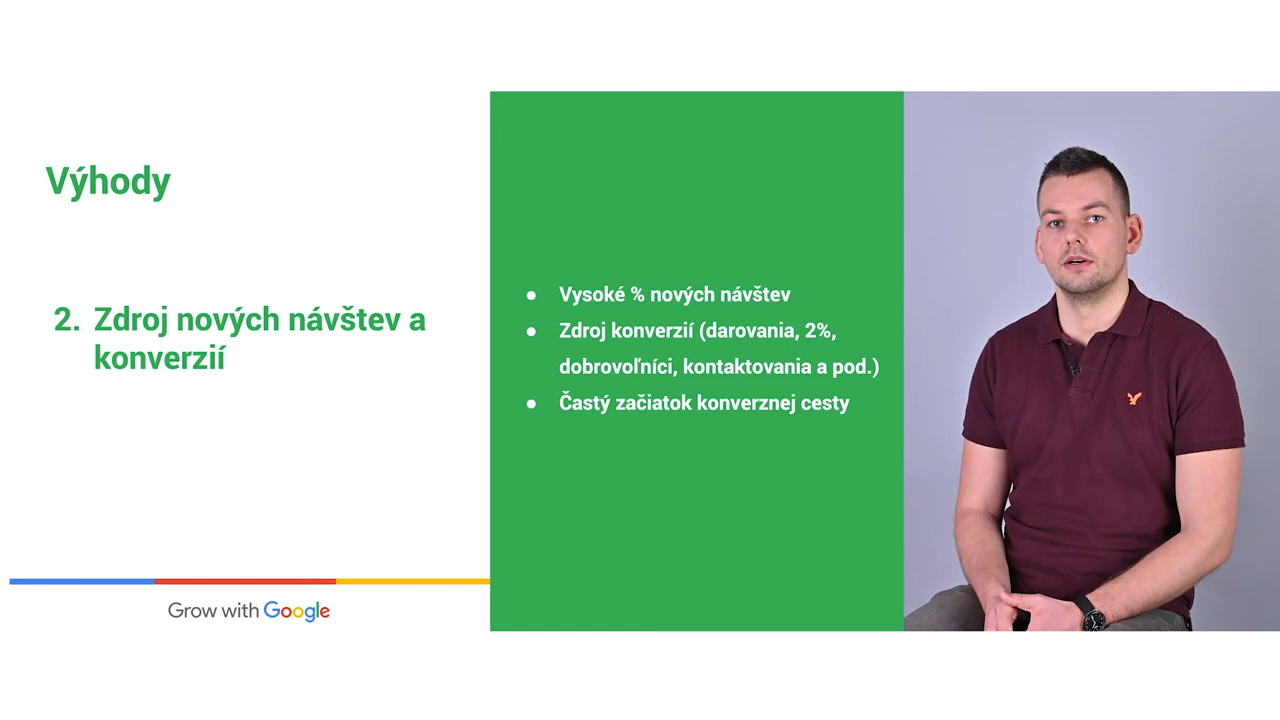 Výhody
2. Zdroj nových návštev a
konverzií
● Vysoké % nových návštev
● Zdroj konverzií (darovania, 2%,
dobrovoľníci, kontaktovania a pod.)
● Častý začiatok konverznej cesty
Grow with Google